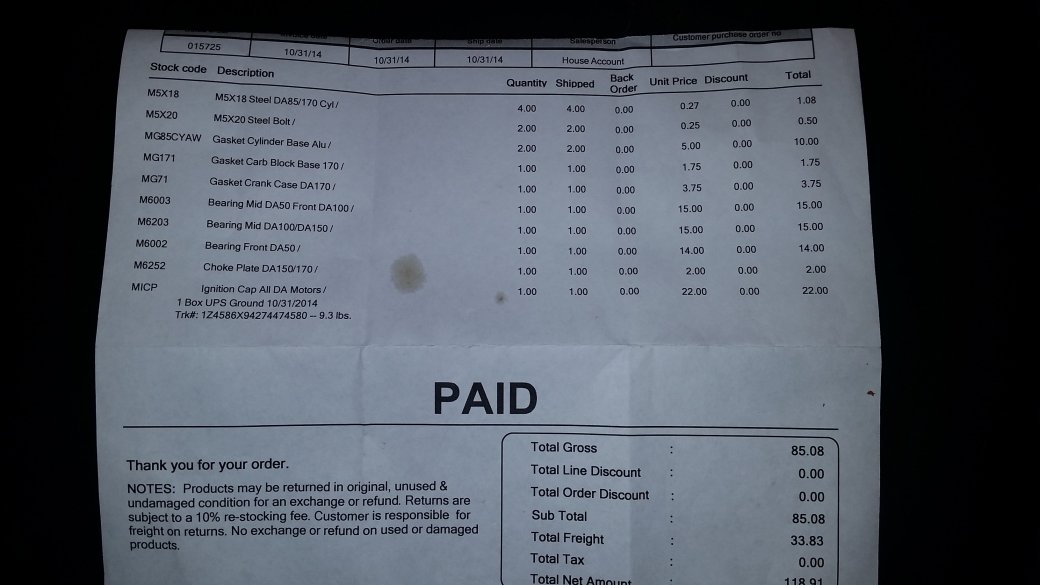 Invoice date Order date Ship date Salesperson Customer purchase order no
015725 10/31/14 10/31/14 10/31/14 House Account
Stock code Description Quantity Shipped Back Order Unit Price Discount Total
M5X18 M5X18 Steel DA85/170 Cyl / 4.00 4.00 0.00 0.27 0.00 1.08
M5X20 M5X20 Steel Bolt / 2.00 2.00 0.00 0.25 0.00 0.50
MG85CYAW Gasket Cylinder Base Alu / 2.00 2.00 0.00 5.00 0.00 10.00
MG171 Gasket Carb Block Base 170 / 1.00 1.00 0.00 1.75 0.00 1.75
MG71 Gasket Crank Case DA170 / 1.00 1.00 0.00 3.75 0.00 3.75
M6003 Bearing Mid DA50 Front DA100 / 1.00 1.00 0.00 15.00 0.00 15.00
M6203 Bearing Mid DA100/DA150 / 1.00 1.00 0.00 15.00 0.00 15.00
M6002 Bearing Front DA50 / 1.00 1.00 0.00 14.00 0.00 14.00
M6252 Choke Plate DA150/170 / 1.00 1.00 0.00 2.00 0.00 2.00
MICP Ignition Cap All DA Motors / 1.00 1.00 0.00 22.00 0.00 22.00
1 Box UPS Ground 10/31/2014
Trk#: 1Z4586X94274474580 -- 9.3 lbs.
PAID
Thank you for your order.
NOTES: Products may be returned in original, unused &
undamaged condition for an exchange or refund. Returns are
subject to a 10% re-stocking fee. Customer is responsible for
freight on returns. No exchange or refund on used or damaged
products.
Total Gross : 85.08
Total Line Discount : 0.00
Total Order Discount : 0.00
Sub Total : 85.08
Total Freight : 33.83
Total Tax : 0.00
Total Net Amount 118.91